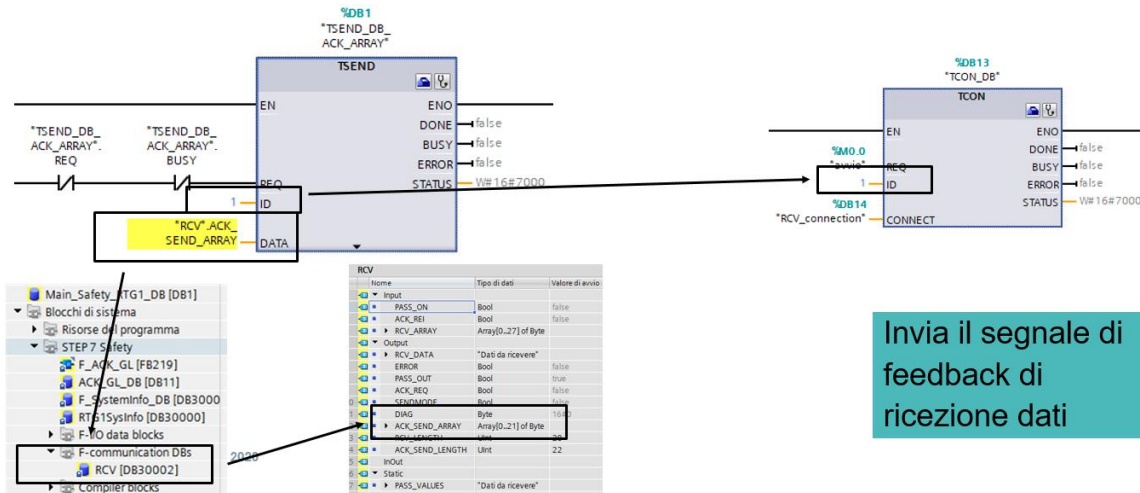 %DB1
"TSEND_DB_
ACK_ARRAY"
TSEND
EN
ENO
DONE
false
BUSY
false
ERROR
false
STATUS
W#16#7000
"TSEND_DB_
ACK_ARRAY".
REQ
"TSEND_DB_
ACK_ARRAY".
BUSY
REQ
1
ID
"RCV".ACK_
SEND_ARRAY
DATA
%DB13
"TCON_DB"
TCON
EN
ENO
DONE
false
%M0.0
"avvio"
REQ
BUSY
false
1
ID
ERROR
false
STATUS
W#16#7000
%DB14
"RCV_connection"
CONNECT
Main_Safety_RTG1_DB [DB1]
Blocchi di sistema
Risorse del programma
STEP 7 Safety
F_ACK_GL [FB219]
ACK_GL_DB [DB11]
F_SystemInfo_DB [DB3000
RTG1SysInfo [DB30000]
F-I/O data blocks
F-communication DBs
RCV [DB30002]
Compiler blocks
RCV
Nome Tipo di dati Valore di avvio
Input
PASS_ON Bool false
ACK_REI Bool false
RCV_ARRAY Array[0..27] of Byte
Output
RCV_DATA "Dati da ricevere"
ERROR Bool false
PASS_OUT Bool true
ACK_REQ Bool false
SENDMODE Bool false
DIAG Byte 16#0
ACK_SEND_ARRAY Array[0..21] of Byte
RCV_LENGTH UInt 28
ACK_SEND_LENGTH UInt 22
InOut
Static
PASS_VALUES "Dati da ricevere"
Invia il segnale di
feedback di
ricezione dati